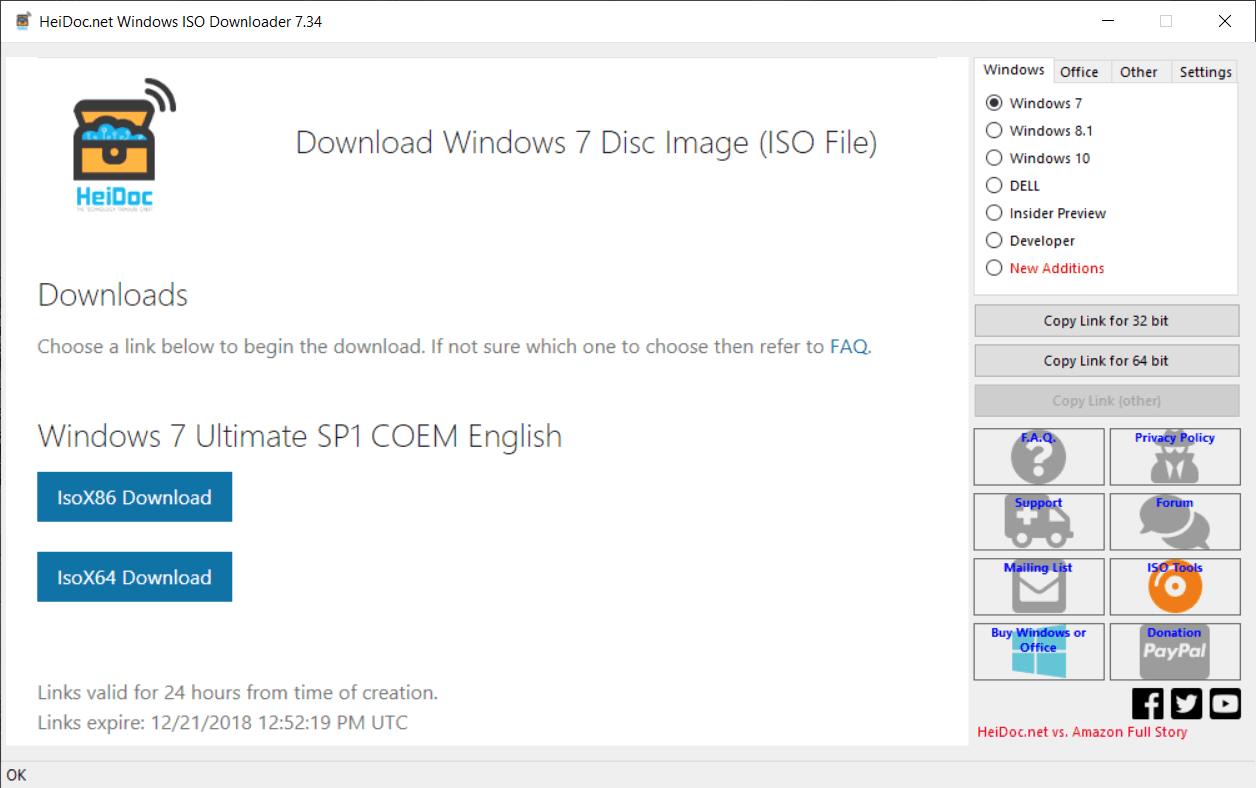 HeiDoc.net Windows ISO Downloader 7.34
HeiDoc
Download Windows 7 Disc Image (ISO File)
Downloads
Choose a link below to begin the download. If not sure which one to choose then refer to FAQ.
Windows 7 Ultimate SP1 COEM English
IsoX86 Download
IsoX64 Download
Links valid for 24 hours from time of creation.
Links expire: 12/21/2018 12:52:19 PM UTC
Windows Office Other Settings
Windows 7
Windows 8.1
Windows 10
DELL
Insider Preview
Developer
New Additions
Copy Link for 32 bit
Copy Link for 64 bit
Copy Link (other)
F.A.Q. Privacy Policy
Support Forum
Mailing List ISO Tools
Buy Windows or
Office
Donation
PayPal
HeiDoc.net vs. Amazon Full Story
OK